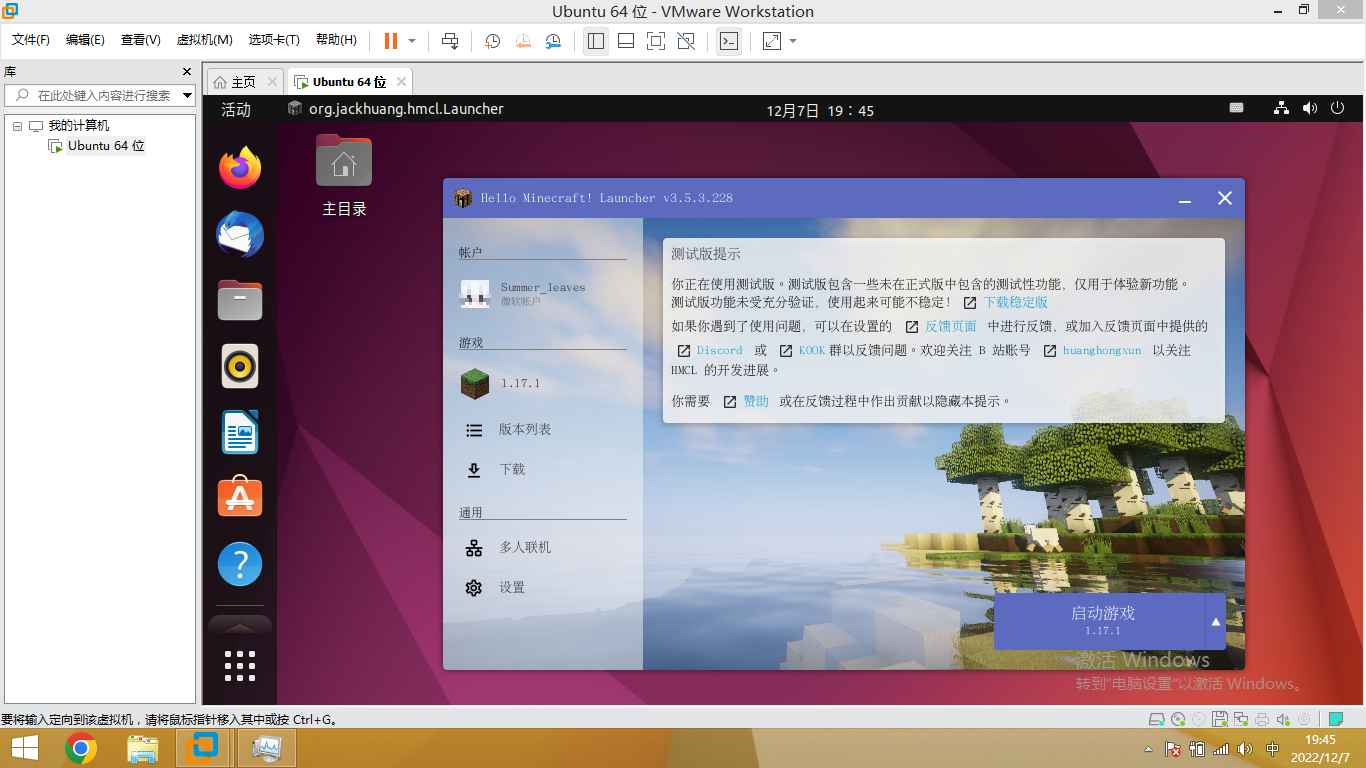 Ubuntu 64 位 - VMware Workstation
文件(F) 编辑(E) 查看(V) 虚拟机(M) 选项卡(T) 帮助(H)
库
主页 Ubuntu 64 位
在此处键入内容进行搜索
我的计算机
Ubuntu 64 位
活动 org.jackhuang.hmcl.Launcher 12月7日 19：45
主目录
Hello Minecraft! Launcher v3.5.3.228
帐户
Summer_leaves
微软帐户
游戏
1.17.1
版本列表
下载
通用
多人联机
设置
测试版提示
你正在使用测试版。测试版包含一些未在正式版中包含的测试性功能，仅用于体验新功能。
测试版功能未受充分验证，使用起来可能不稳定！ 下载稳定版
如果你遇到了使用问题，可以在设置的 反馈页面 中进行反馈，或加入反馈页面中提供的
Discord 或 KOOK 群以反馈问题。欢迎关注 B 站账号 huanghongxun 以关注
HMCL 的开发进展。
你需要 赞助 或在反馈过程中作出贡献以隐藏本提示。
启动游戏
1.17.1
激活 Windows
转到"电脑设置"以激活 Windows。
要将输入定向到该虚拟机，请将鼠标指针移入其中或按 Ctrl+G。
中
19:45
2022/12/7